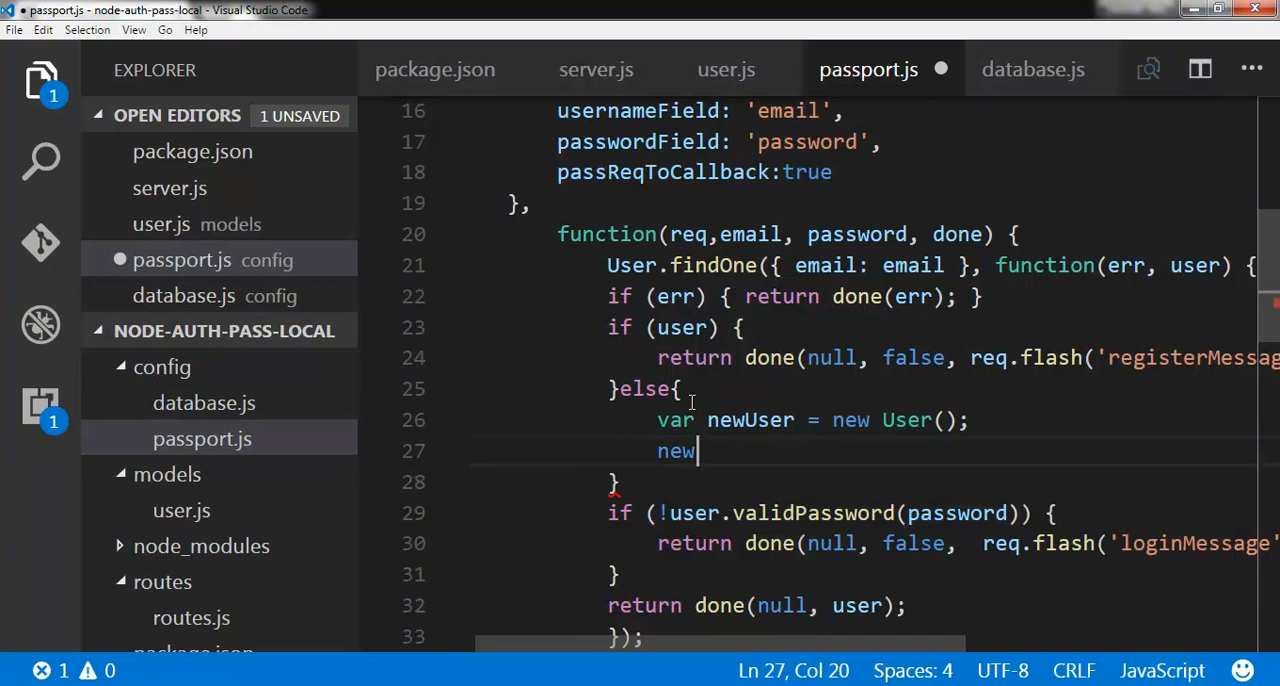 passport.js - node-auth-pass-local - Visual Studio Code
File Edit Selection View Go Help
EXPLORER
package.json server.js user.js passport.js database.js
OPEN EDITORS 1 UNSAVED
package.json
server.js
user.js models
passport.js config
database.js config
NODE-AUTH-PASS-LOCAL
config
database.js
passport.js
models
user.js
node_modules
routes
routes.js
package.json
1
1
16 usernameField: 'email',
17 passwordField: 'password',
18 passReqToCallback:true
19 },
20 function(req,email, password, done) {
21 User.findOne({ email: email }, function(err, user) {
22 if (err) { return done(err); }
23 if (user) {
24 return done(null, false, req.flash('registerMessag
25 }else{
26 var newUser = new User();
27 new
28 }
29 if (!user.validPassword(password)) {
30 return done(null, false, req.flash('loginMessage'
31 }
32 return done(null, user);
33 });
1 0 Ln 27, Col 20 Spaces: 4 UTF-8 CRLF JavaScript